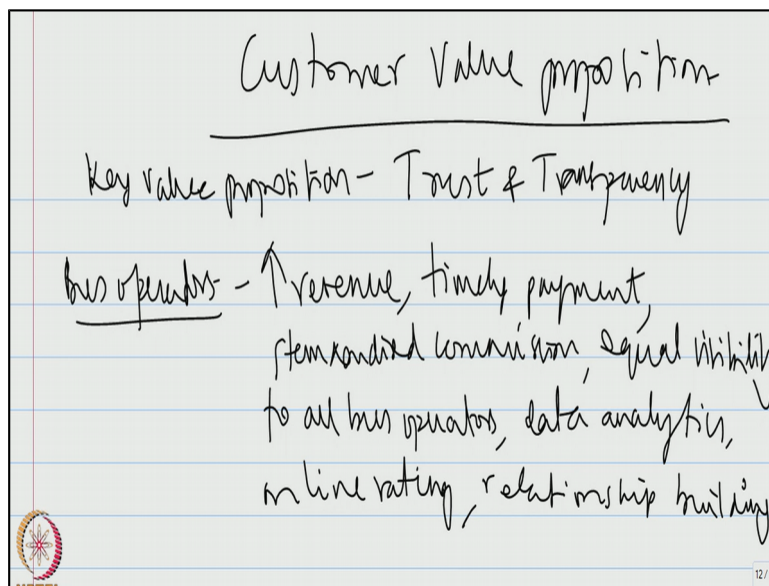 Customer Value proposition
Key value proposition - Trust & Transparency
bus operators - ↑ revenue, timely payment,
standardized commission, equal visibility
to all bus operators, data analytics,
online rating, relationship building
12/